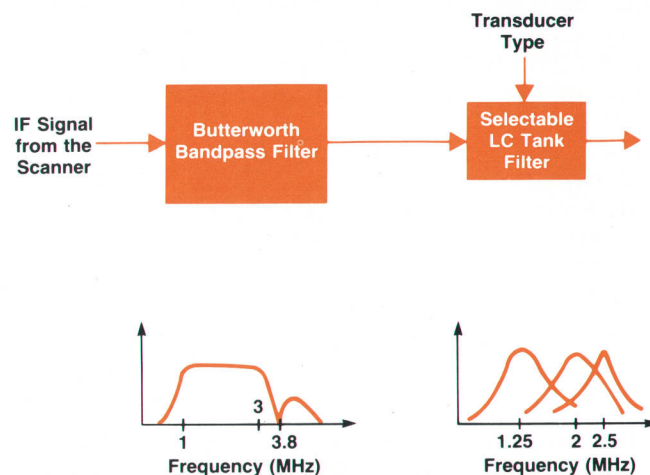 Transducer
Type
IF Signal
from the
Scanner
Butterworth
Bandpass Filter
Selectable
LC Tank
Filter
3
1
3.8
Frequency (MHz)
1.25
2
2.5
Frequency (MHz)